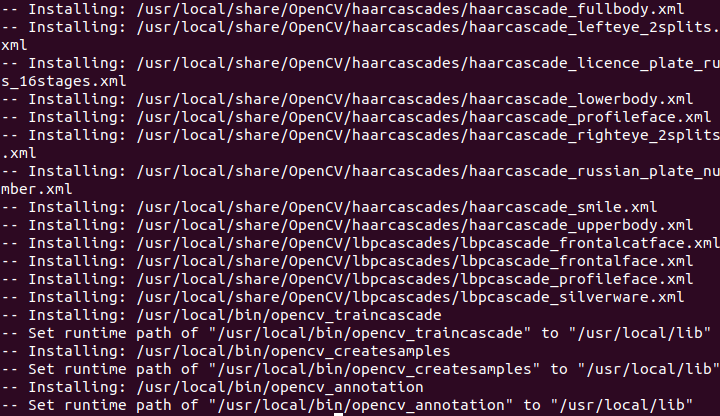 -- Installing: /usr/local/share/OpenCV/haarcascades/haarcascade_fullbody.xml
-- Installing: /usr/local/share/OpenCV/haarcascades/haarcascade_lefteye_2splits.
xml
-- Installing: /usr/local/share/OpenCV/haarcascades/haarcascade_licence_plate_ru
s_16stages.xml
-- Installing: /usr/local/share/OpenCV/haarcascades/haarcascade_lowerbody.xml
-- Installing: /usr/local/share/OpenCV/haarcascades/haarcascade_profileface.xml
-- Installing: /usr/local/share/OpenCV/haarcascades/haarcascade_righteye_2splits
.xml
-- Installing: /usr/local/share/OpenCV/haarcascades/haarcascade_russian_plate_nu
mber.xml
-- Installing: /usr/local/share/OpenCV/haarcascades/haarcascade_smile.xml
-- Installing: /usr/local/share/OpenCV/haarcascades/haarcascade_upperbody.xml
-- Installing: /usr/local/share/OpenCV/lbpcascades/lbpcascade_frontalcatface.xml
-- Installing: /usr/local/share/OpenCV/lbpcascades/lbpcascade_frontalface.xml
-- Installing: /usr/local/share/OpenCV/lbpcascades/lbpcascade_profileface.xml
-- Installing: /usr/local/share/OpenCV/lbpcascades/lbpcascade_silverware.xml
-- Installing: /usr/local/bin/opencv_traincascade
-- Set runtime path of "/usr/local/bin/opencv_traincascade" to "/usr/local/lib"
-- Installing: /usr/local/bin/opencv_createsamples
-- Set runtime path of "/usr/local/bin/opencv_createsamples" to "/usr/local/lib"
-- Installing: /usr/local/bin/opencv_annotation
-- Set runtime path of "/usr/local/bin/opencv_annotation" to "/usr/local/lib"